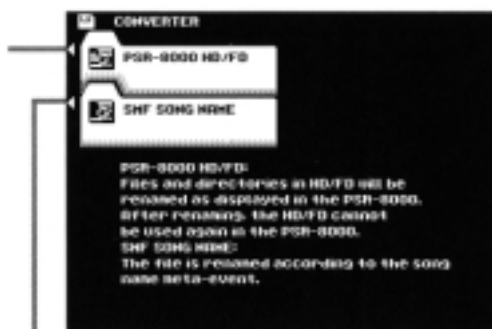 CONVERTER
PSR-8000 HD/FD
SMF SONG NAME
PSR-8000 HD/FD:
Files and directories in HD/FD will be
renamed as displayed in the PSR-8000.
After renaming, the HD/FD cannot
be used again in the PSR-8000.
SMF SONG NAME:
The file is renamed according to the song
name meta-event.